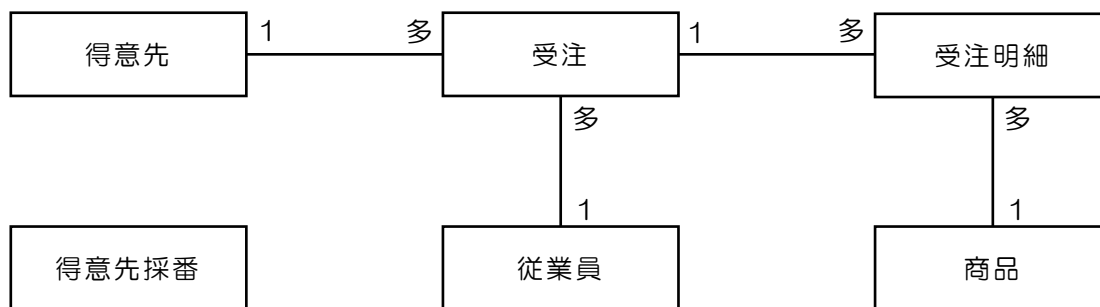 1 多 1 多
得意先 受注 受注明細
多 多
1 1
得意先採番 従業員 商品